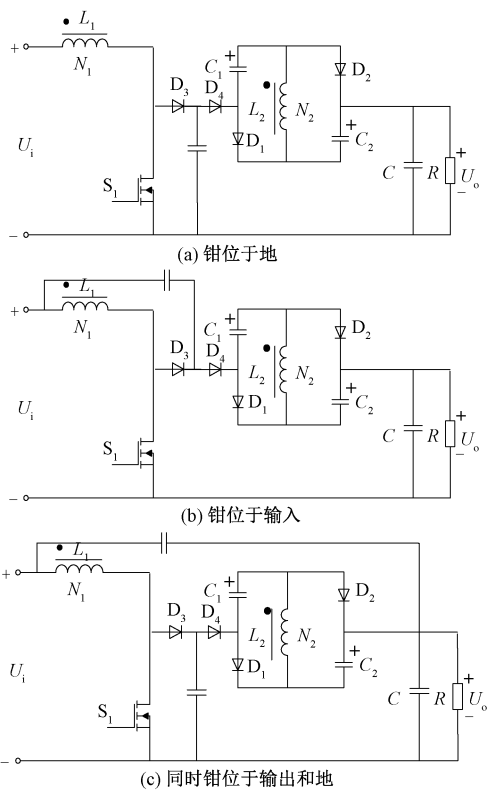 L₁
+
N₁
+
C₁
D₂
D₃
D₄
L₂
N₂
Uᵢ
D₁
+
C₂
+
S₁
C
R
Uₒ
−
−
(a) 钳位于地
L₁
+
N₁
+
C₁
D₂
D₃
D₄
L₂
N₂
Uᵢ
D₁
+
C₂
+
S₁
C
R
Uₒ
−
−
(b) 钳位于输入
L₁
+
N₁
+
C₁
D₂
D₃
D₄
L₂
N₂
Uᵢ
D₁
+
C₂
+
S₁
C
R
Uₒ
−
−
(c) 同时钳位于输出和地